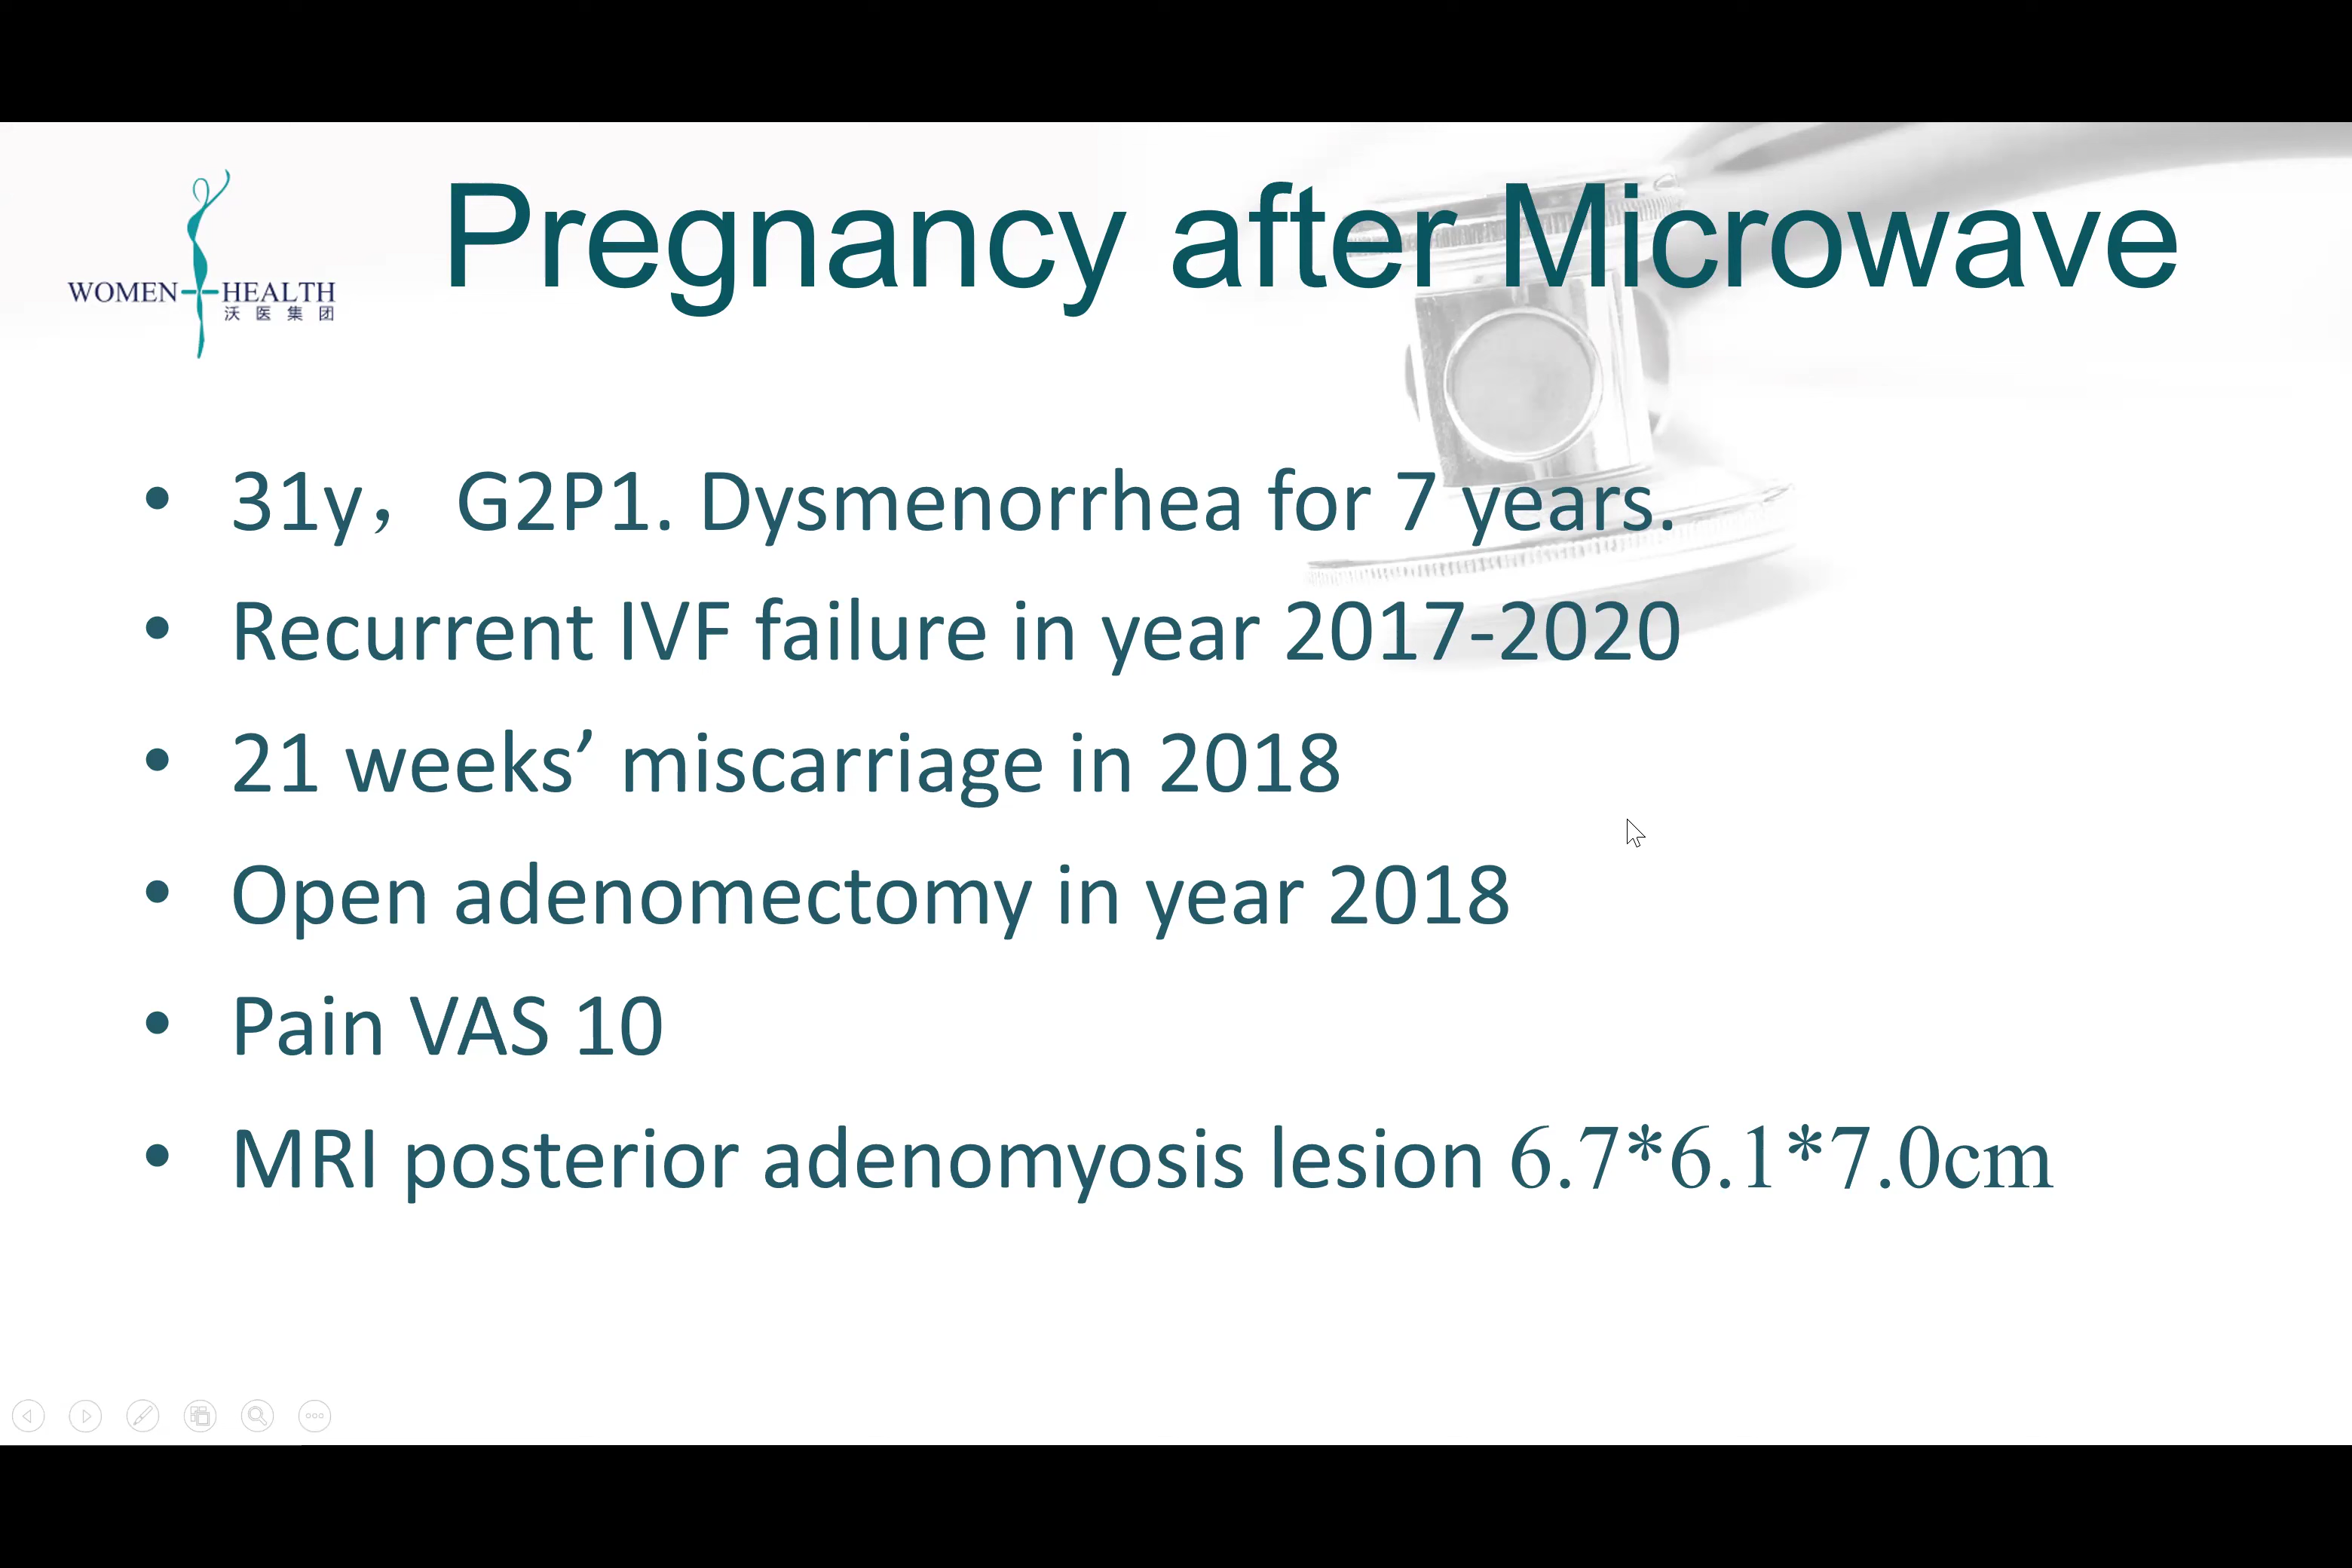 WOMEN HEALTH
沃医集团
Pregnancy after Microwave
• 31y， G2P1. Dysmenorrhea for 7 years.
• Recurrent IVF failure in year 2017-2020
• 21 weeks’ miscarriage in 2018
• Open adenomectomy in year 2018
• Pain VAS 10
• MRI posterior adenomyosis lesion 6.7*6.1*7.0cm